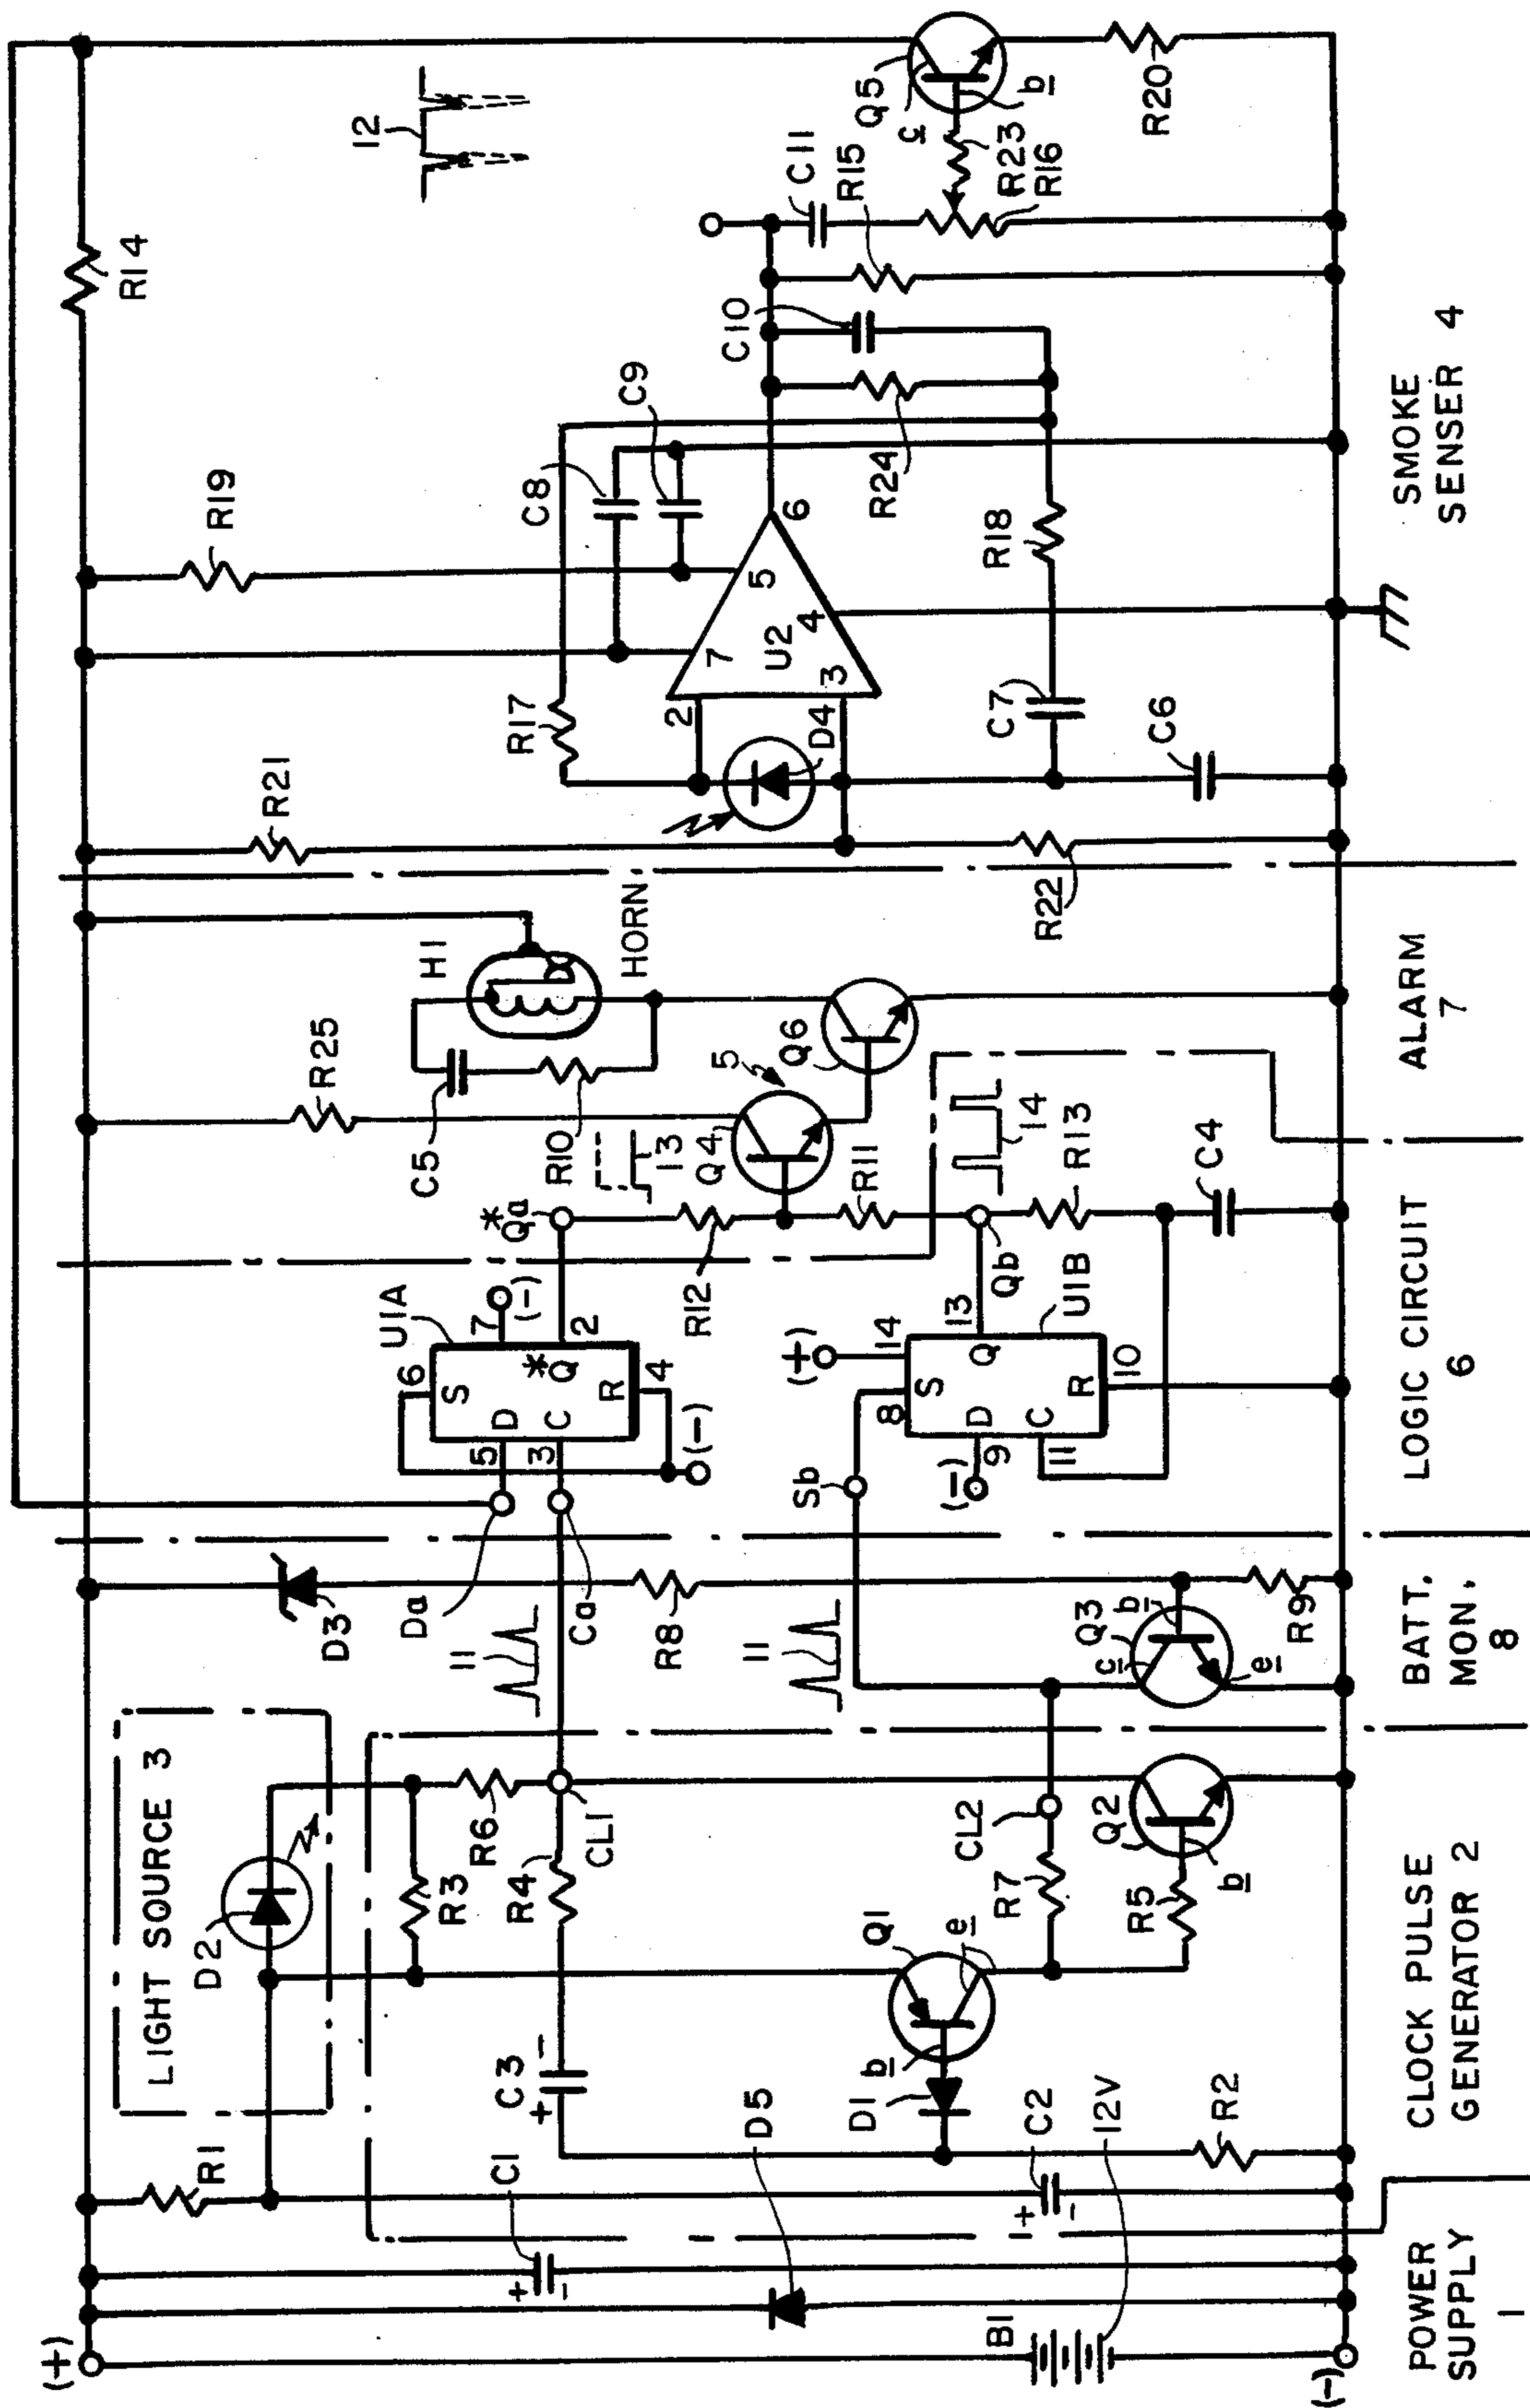 (+)
(-)
B1
12V
D5
C1
+
-
POWER
SUPPLY
1
R1
LIGHT SOURCE 3
D2
C2
+
-
R2
C3
+
-
D1
b
Q1
e
R3
R4
R6
CL1
R7
CL2
R5
b
Q2
CLOCK PULSE
GENERATOR 2
D3
11
R8
11
Q3
c
b
e
R9
BATT.
MON.
8
Da
Ca
U1A
6
S
5
D
3
C
7
(-)
*Q
2
R
4
(-)
Sb
(+)
14
8
S
D
9
(-)
C
11
Q
13
R
10
U1B
Qb
LOGIC CIRCUIT
6
*Qa
13
R12
R11
14
R13
C4
R25
C5
R10
H1
HORN
Q4
5
Q6
ALARM
7
R21
R22
R17
2
D4
3
7
U2
4
5
6
C7
C6
R18
R19
C8
C9
R24
C10
R15
C11
R16
R23
R14
12
Q5
c
b
R20
SMOKE
SENSER 4